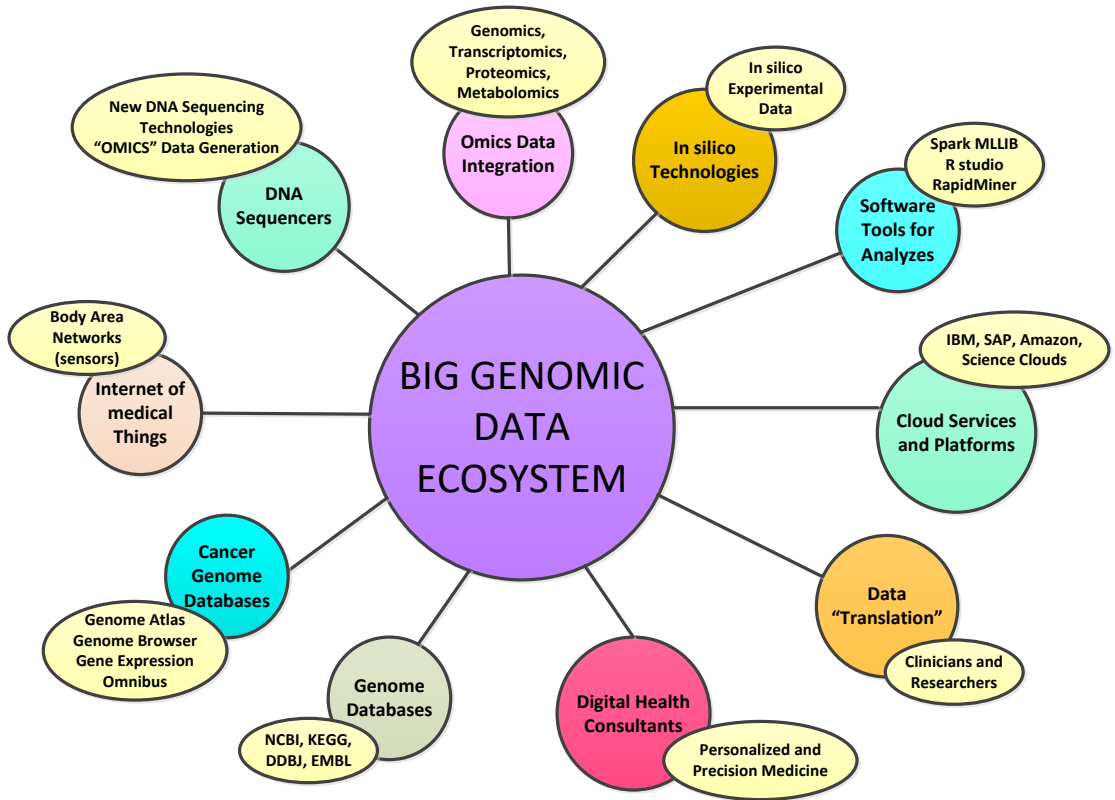 Genomics,
Transcriptomics,
Proteomics,
Metabolomics
Omics Data
Integration
In silico
Experimental
Data
In silico
Technologies
New DNA Sequencing
Technologies
“OMICS” Data Generation
DNA
Sequencers
Spark MLLIB
R studio
RapidMiner
Software
Tools for
Analyzes
Body Area
Networks
(sensors)
Internet of
medical
Things
BIG GENOMIC
DATA
ECOSYSTEM
IBM, SAP, Amazon,
Science Clouds
Cloud Services
and Platforms
Cancer
Genome
Databases
Genome Atlas
Genome Browser
Gene Expression
Omnibus
Data
“Translation”
Clinicians and
Researchers
Genome
Databases
NCBI, KEGG,
DDBJ, EMBL
Digital Health
Consultants
Personalized and
Precision Medicine